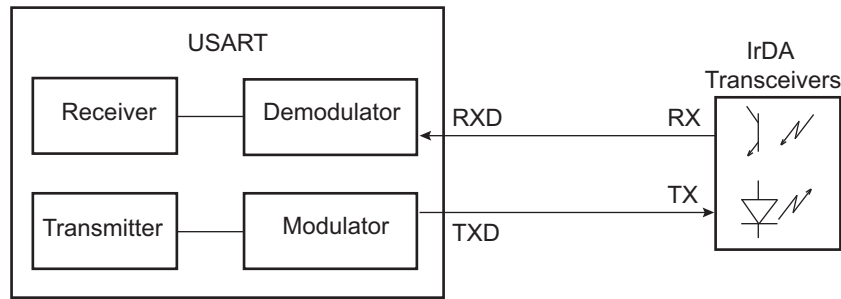 USART
IrDA
Transceivers
Receiver
Demodulator
RXD
RX
Transmitter
Modulator
TXD
TX